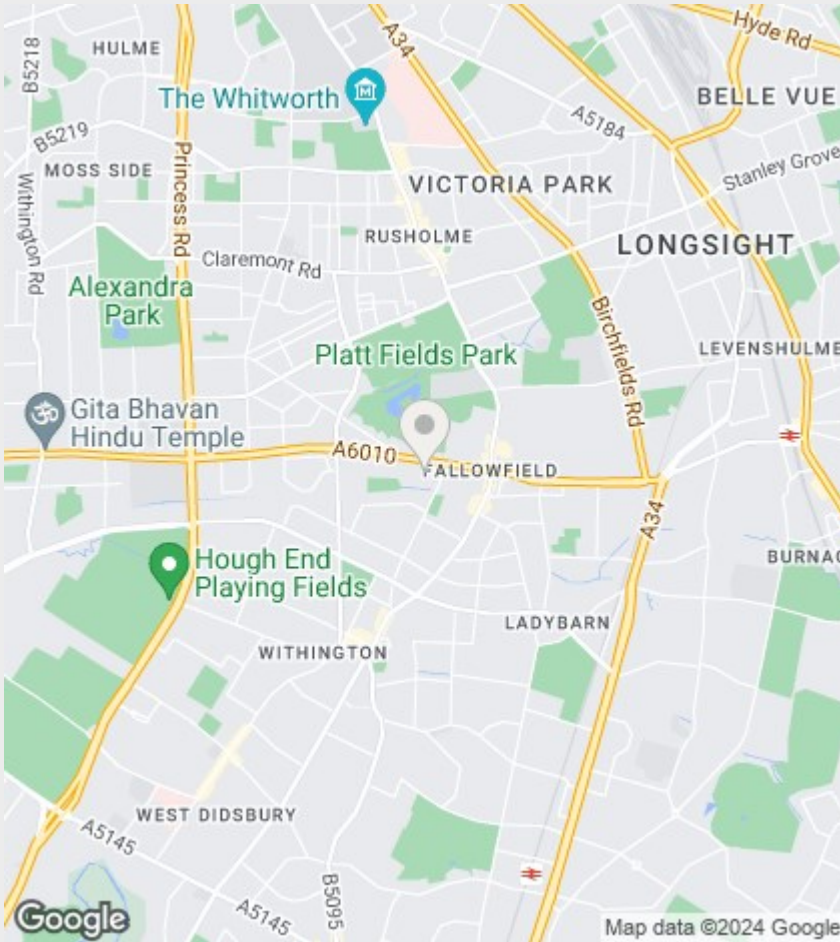 HULME
B5218
A34
Hyde Rd
The Whitworth
A5184
BELLE VUE
B5219
MOSS SIDE
Princess Rd
VICTORIA PARK
Stanley Grove
Withington Rd
RUSHOLME
LONGSIGHT
Claremont Rd
Alexandra
Park
Birchfields Rd
Platt Fields Park
LEVENSHULME
Gita Bhavan
Hindu Temple
A6010
FALLOWFIELD
A34
Hough End
Playing Fields
BURNAG
LADYBARN
WITHINGTON
WEST DIDSBURY
A5145
B5095
A5145
Google
Map data ©2024 Google